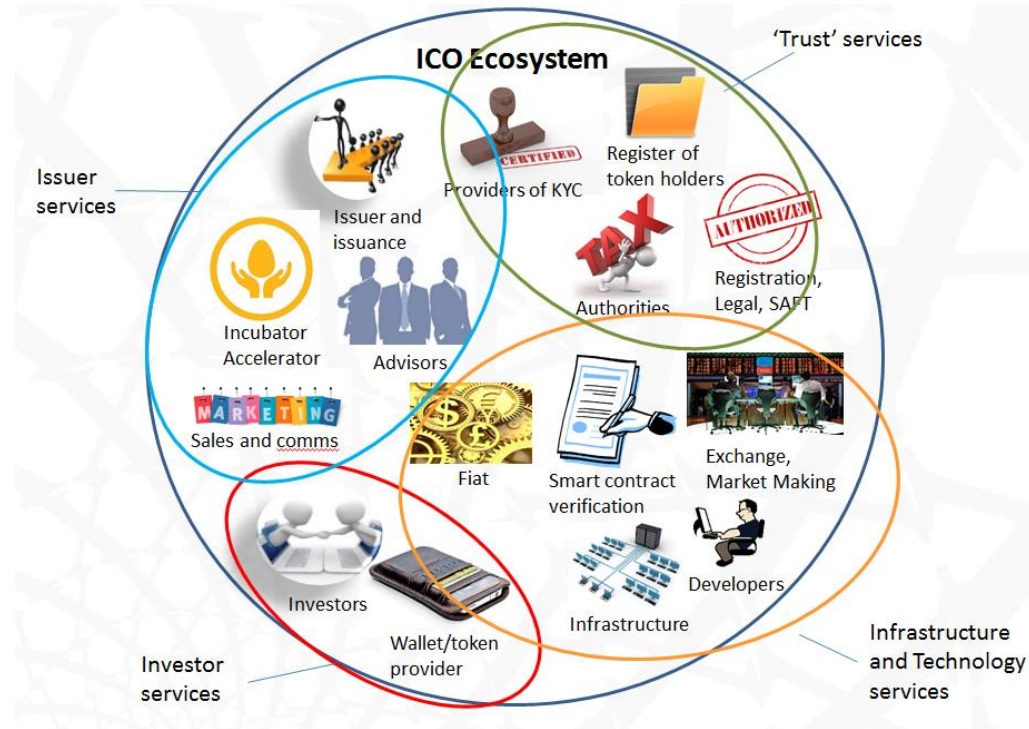 ICO Ecosystem
'Trust' services
Issuer
services
Issuer and
issuance
Incubator
Accelerator
Advisors
MARKETING
Sales and comms
CERTIFIED
Providers of KYC
Register of
token holders
TAX
Authorities
AUTHORIZED
Registration,
Legal, SAFT
Fiat
Smart contract
verification
Exchange,
Market Making
Developers
Infrastructure
Investors
Wallet/token
provider
Investor
services
Infrastructure
and Technology
services